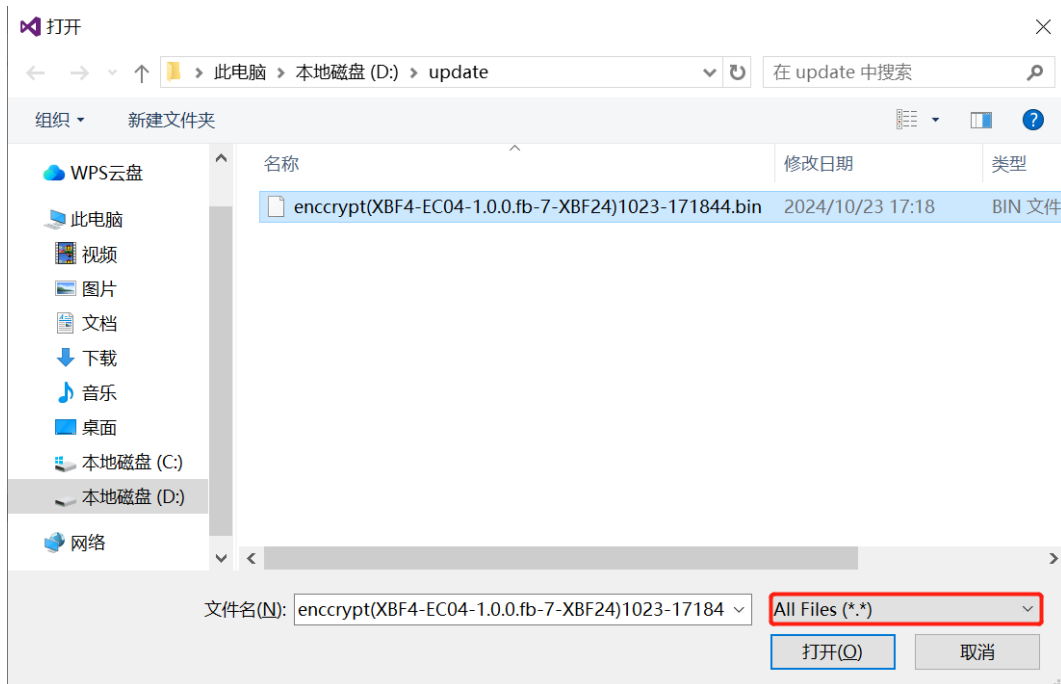 打开
此电脑 › 本地磁盘 (D:) › update
在 update 中搜索
组织
新建文件夹
?
名称
修改日期
类型
enccrypt(XBF4-EC04-1.0.0.fb-7-XBF24)1023-171844.bin
2024/10/23 17:18
BIN 文件
WPS云盘
此电脑
视频
图片
文档
下载
音乐
桌面
本地磁盘 (C:)
本地磁盘 (D:)
网络
文件名(N):
enccrypt(XBF4-EC04-1.0.0.fb-7-XBF24)1023-17184
All Files (*.*)
打开(O)
取消